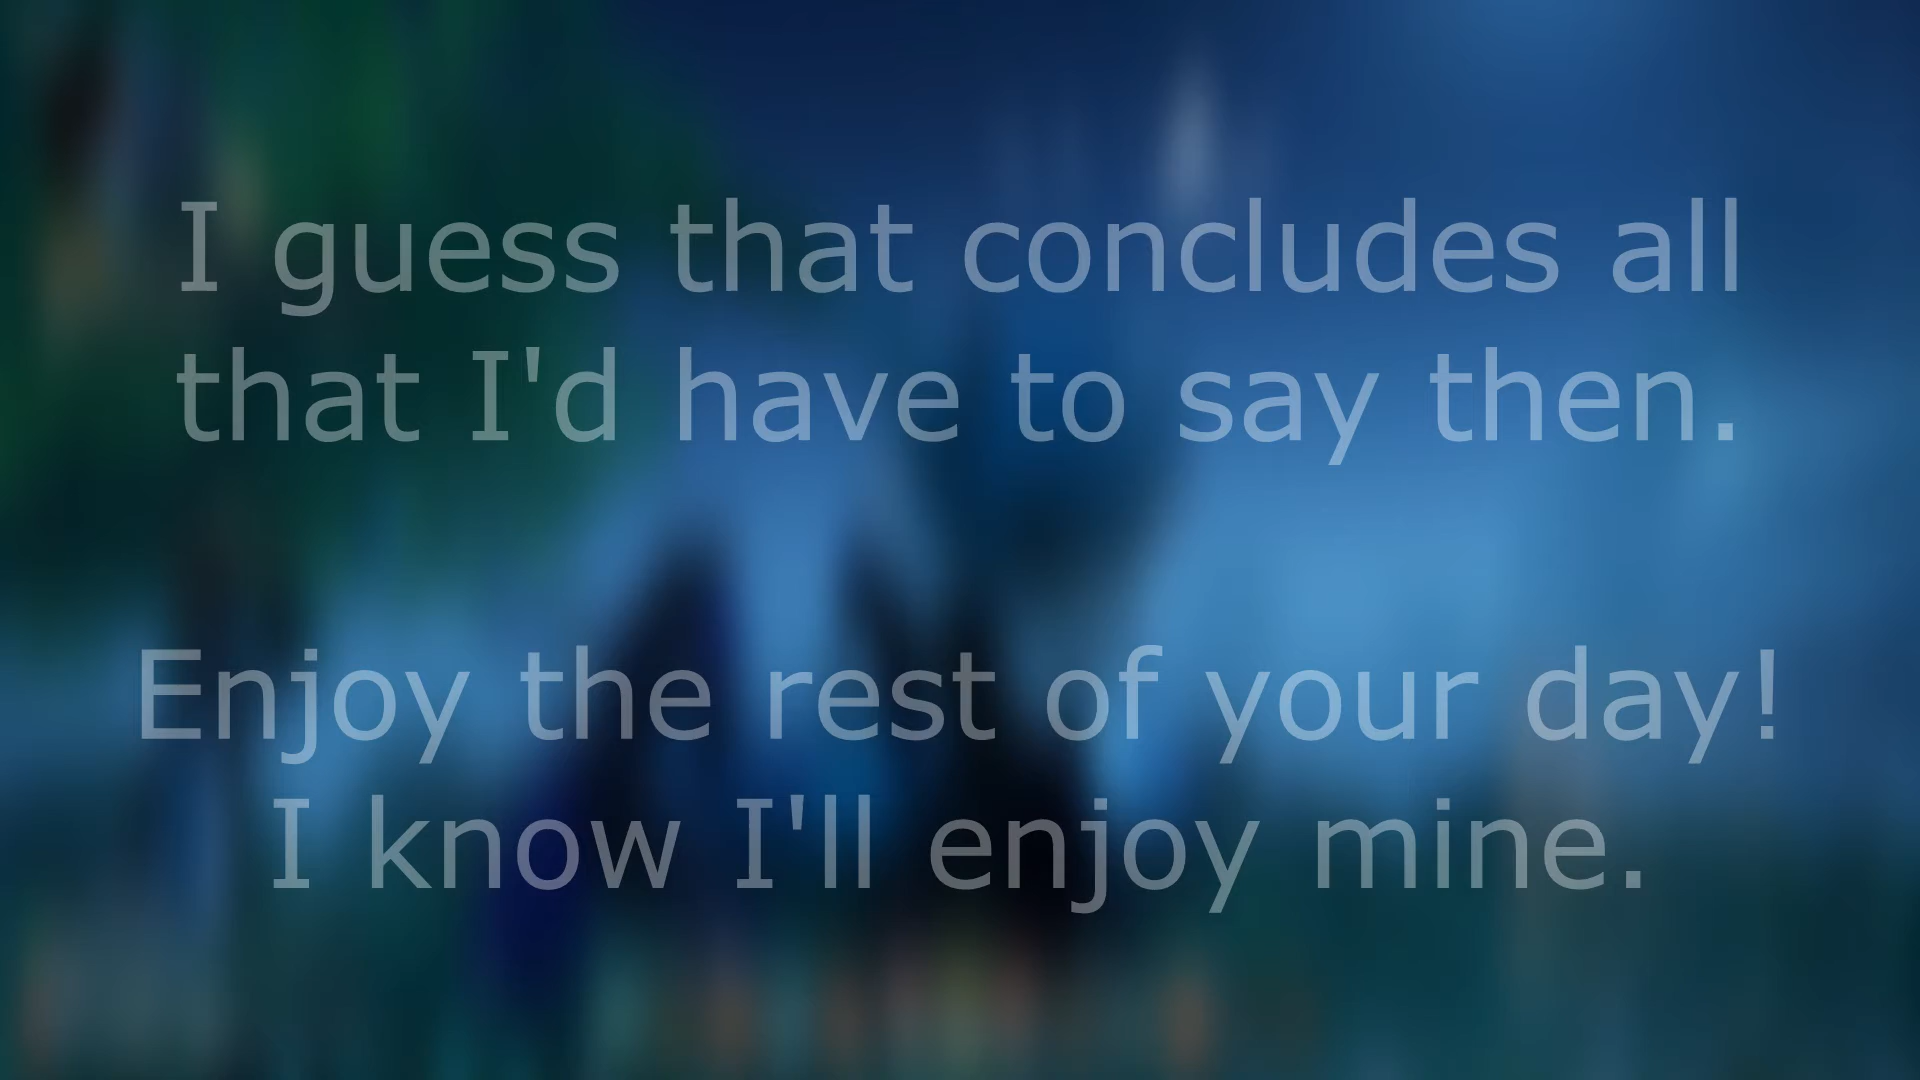 I guess that concludes all
that I'd have to say then.
Enjoy the rest of your day!
I know I'll enjoy mine.